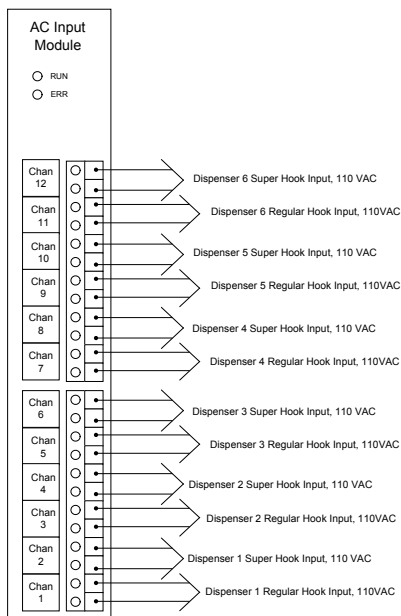 AC Input
Module
RUN
ERR
Chan
12
Dispenser 6 Super Hook Input, 110 VAC
Chan
11
Dispenser 6 Regular Hook Input, 110VAC
Chan
10
Dispenser 5 Super Hook Input, 110 VAC
Chan
9
Dispenser 5 Regular Hook Input, 110VAC
Chan
8
Dispenser 4 Super Hook Input, 110 VAC
Chan
7
Dispenser 4 Regular Hook Input, 110VAC
Chan
6
Dispenser 3 Super Hook Input, 110 VAC
Chan
5
Dispenser 3 Regular Hook Input, 110VAC
Chan
4
Dispenser 2 Super Hook Input, 110 VAC
Chan
3
Dispenser 2 Regular Hook Input, 110VAC
Chan
2
Dispenser 1 Super Hook Input, 110 VAC
Chan
1
Dispenser 1 Regular Hook Input, 110VAC